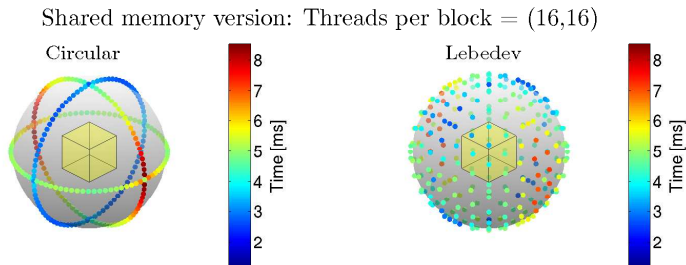 Shared memory version: Threads per block = (16,16)
Circular
Lebedev
8
7
6
5
4
3
2
Time [ms]
8
7
6
5
4
3
2
Time [ms]